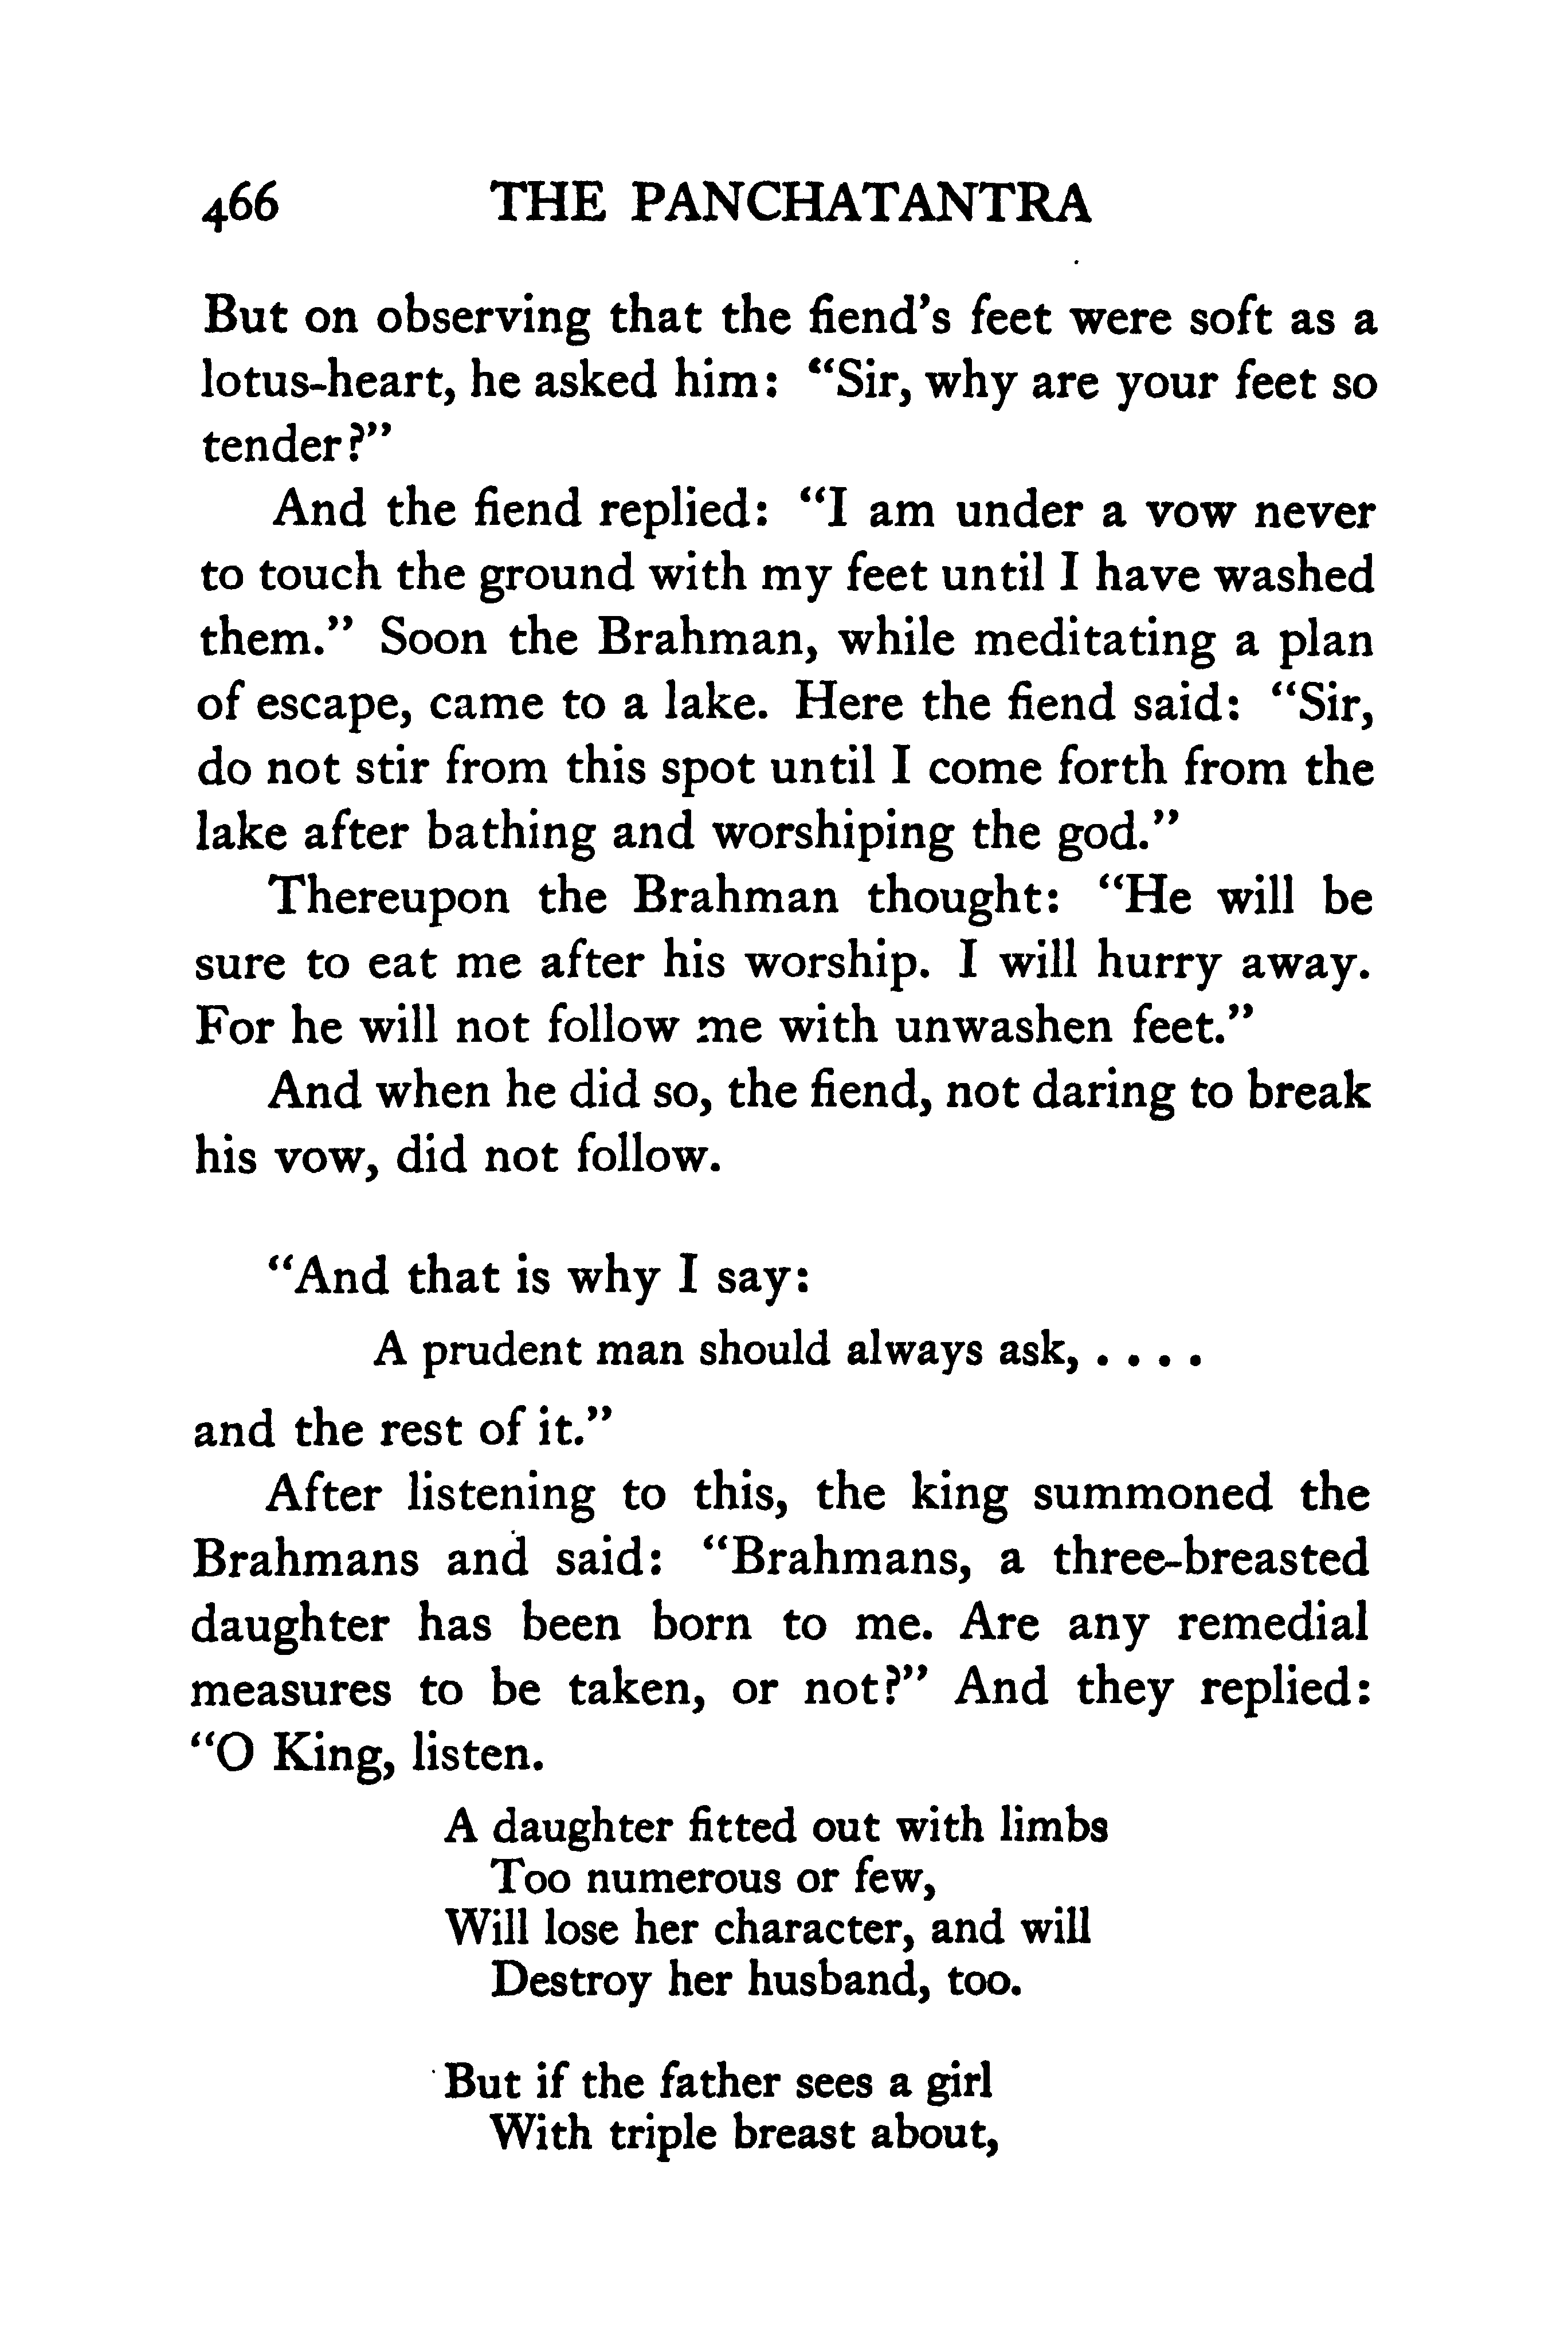 466 THE PANCHATANTRA
But on observing that the fiend's feet were soft as a
lotus-heart, he asked him: “Sir, why are your feet so
tender?”
And the fiend replied: “I am under a vow never
to touch the ground with my feet until I have washed
them.” Soon the Brahman, while meditating a plan
of escape, came to a lake. Here the fiend said: “Sir,
do not stir from this spot until I come forth from the
lake after bathing and worshiping the god.”
Thereupon the Brahman thought: “He will be
sure to eat me after his worship. I will hurry away.
For he will not follow me with unwashen feet.”
And when he did so, the fiend, not daring to break
his vow, did not follow.
“And that is why I say:
A prudent man should always ask, . . . .
and the rest of it.”
After listening to this, the king summoned the
Brahmans and said: “Brahmans, a three-breasted
daughter has been born to me. Are any remedial
measures to be taken, or not?” And they replied:
“O King, listen.
A daughter fitted out with limbs
Too numerous or few,
Will lose her character, and will
Destroy her husband, too.
But if the father sees a girl
With triple breast about,